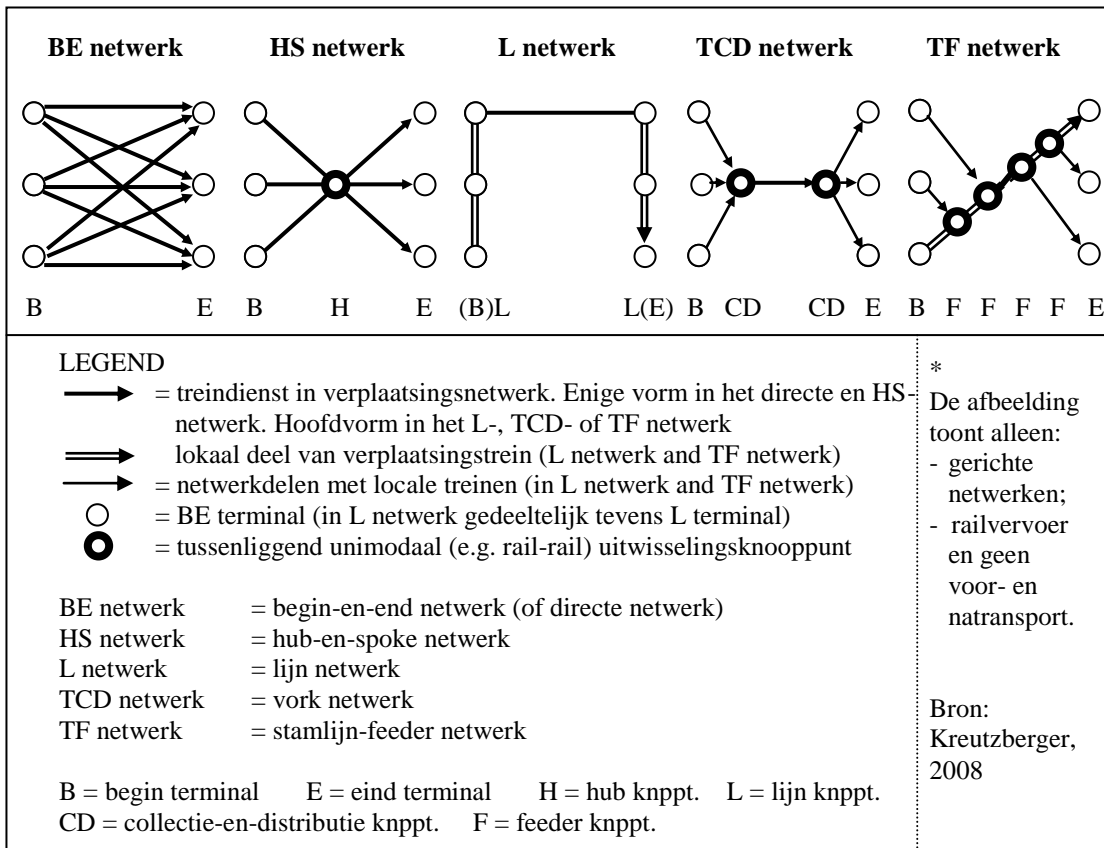 BE netwerk HS netwerk L netwerk TCD netwerk TF netwerk
B E B H E (B)L L(E) B CD CD E B F F F F E
LEGEND
= treindienst in verplaatsingsnetwerk. Enige vorm in het directe en HS-
netwerk. Hoofdvorm in het L-, TCD- of TF netwerk
lokaal deel van verplaatsingstrein (L netwerk and TF netwerk)
= netwerkdelen met locale treinen (in L netwerk and TF netwerk)
= BE terminal (in L netwerk gedeeltelijk tevens L terminal)
= tussenliggend unimodaal (e.g. rail-rail) uitwisselingsknooppunt
BE netwerk = begin-en-end netwerk (of directe netwerk)
HS netwerk = hub-en-spoke netwerk
L netwerk = lijn netwerk
TCD netwerk = vork netwerk
TF netwerk = stamlijn-feeder netwerk
B = begin terminal E = eind terminal H = hub knppt. L = lijn knppt.
CD = collectie-en-distributie knppt. F = feeder knppt.
*
De afbeelding
toont alleen:
- gerichte
netwerken;
- railvervoer
en geen
voor- en
natransport.
Bron:
Kreutzberger,
2008